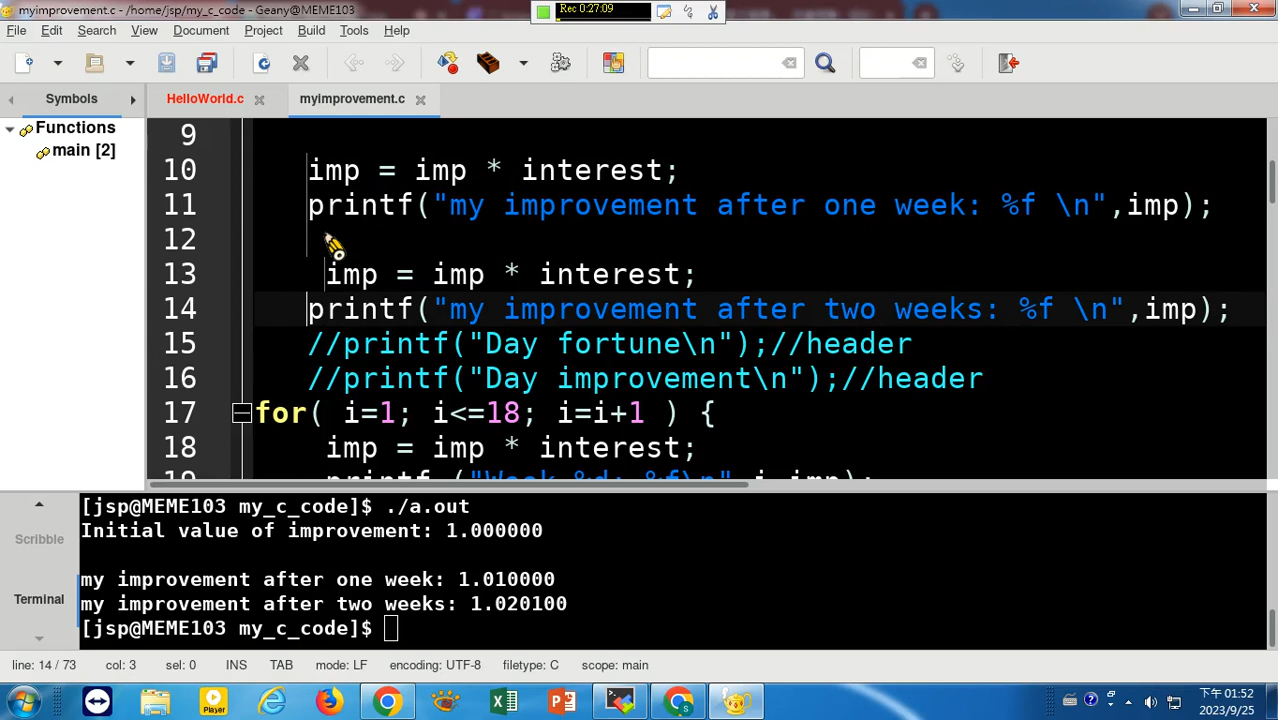 myimprovement.c - /home/jsp/my_c_code - Geany@MEME103
Rec 0:27:09
File Edit Search View Document Project Build Tools Help
Symbols
HelloWorld.c
myimprovement.c
Functions
main [2]
9
10 imp = imp * interest;
11 printf("my improvement after one week: %f \n",imp);
12
13 imp = imp * interest;
14 printf("my improvement after two weeks: %f \n",imp);
15 //printf("Day fortune\n");//header
16 //printf("Day improvement\n");//header
17 for( i=1; i<=18; i=i+1 ) {
18 imp = imp * interest;
19 printf ("Week %d: %f\n",i,imp);
Scribble
Terminal
[jsp@MEME103 my_c_code]$ ./a.out
Initial value of improvement: 1.000000
my improvement after one week: 1.010000
my improvement after two weeks: 1.020100
[jsp@MEME103 my_c_code]$
line: 14 / 73 col: 3 sel: 0 INS TAB mode: LF encoding: UTF-8 filetype: C scope: main
Player
下午 01:52
2023/9/25